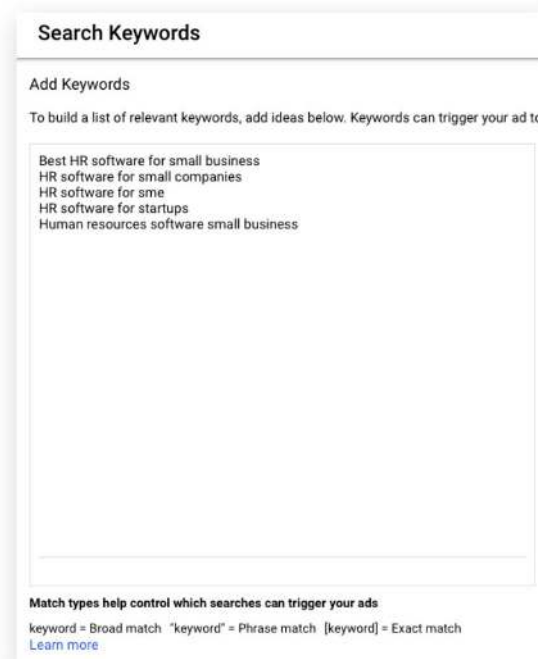 Search Keywords
Add Keywords
To build a list of relevant keywords, add ideas below. Keywords can trigger your ad to
Best HR software for small business
HR software for small companies
HR software for sme
HR software for startups
Human resources software small business
Match types help control which searches can trigger your ads
keyword = Broad match "keyword" = Phrase match [keyword] = Exact match
Learn more